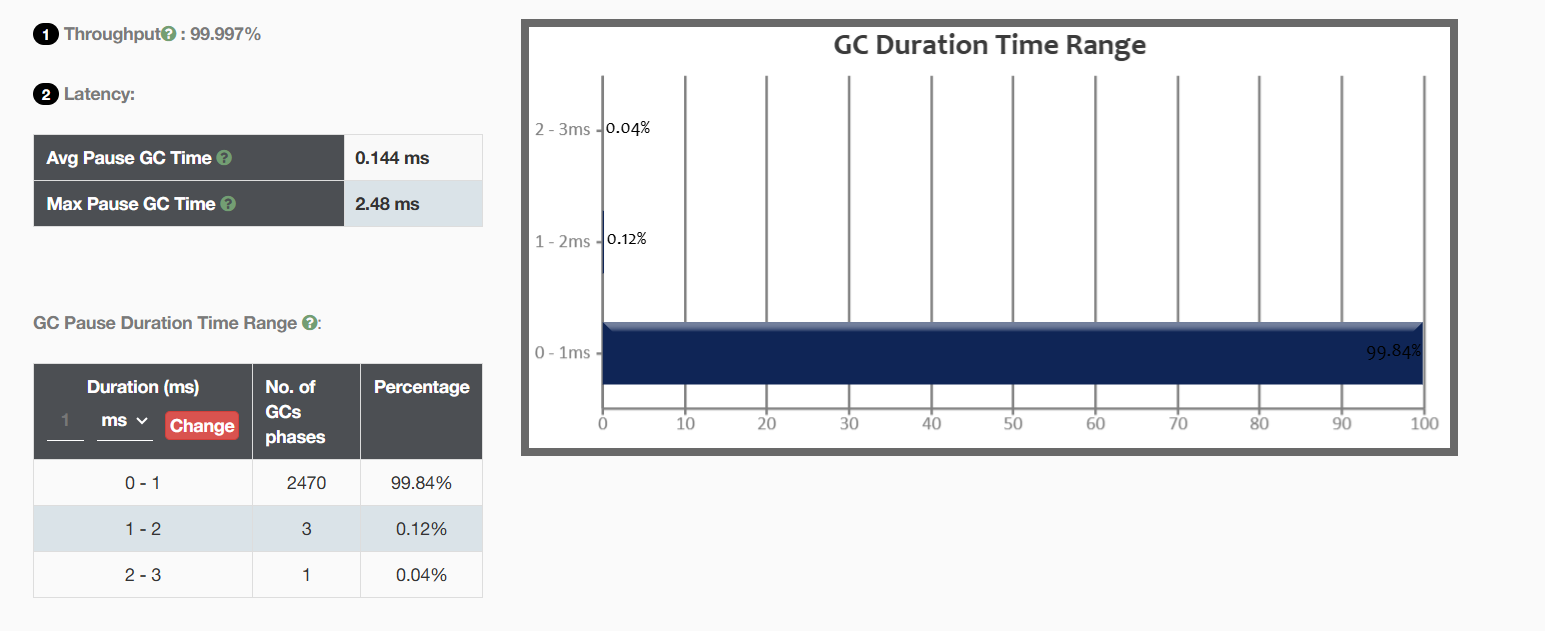 1 Throughput? : 99.997%
2 Latency:
Avg Pause GC Time ? 0.144 ms
Max Pause GC Time ? 2.48 ms
GC Pause Duration Time Range ?:
Duration (ms) No. of GCs phases Percentage
1 ms Change
0 - 1 2470 99.84%
1 - 2 3 0.12%
2 - 3 1 0.04%
GC Duration Time Range
2 - 3ms 0.04%
1 - 2ms 0.12%
0 - 1ms 99.84%
0 10 20 30 40 50 60 70 80 90 100